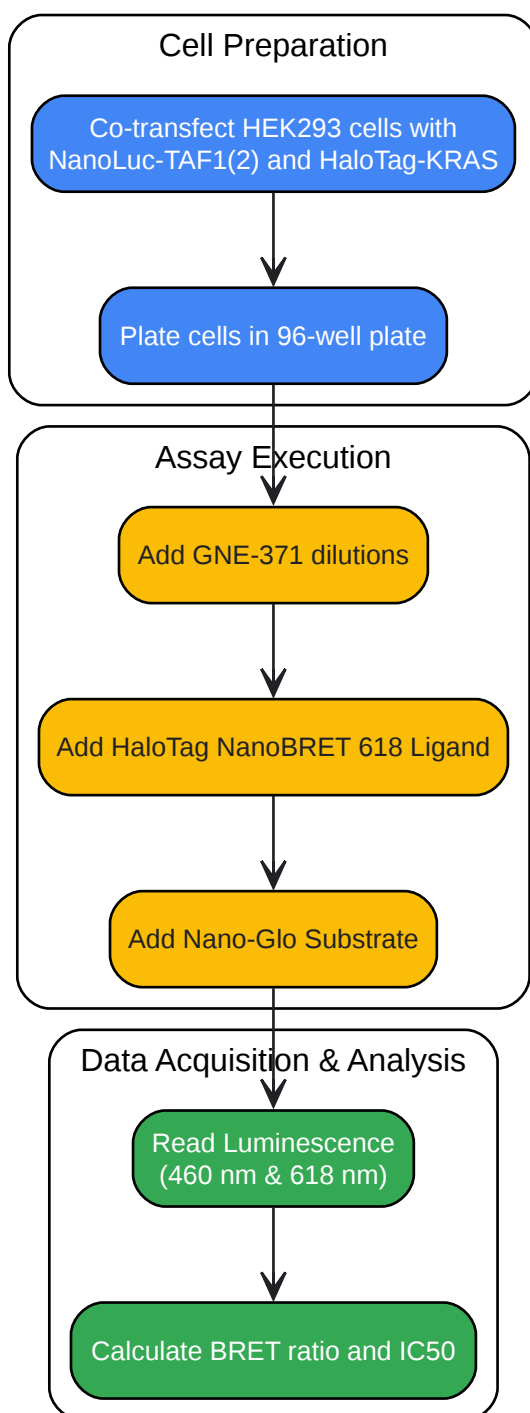 Cell Preparation
Co-transfect HEK293 cells with
NanoLuc-TAF1(2) and HaloTag-KRAS
Plate cells in 96-well plate
Assay Execution
Add GNE-371 dilutions
Add HaloTag NanoBRET 618 Ligand
Add Nano-Glo Substrate
Data Acquisition & Analysis
Read Luminescence
(460 nm & 618 nm)
Calculate BRET ratio and IC50